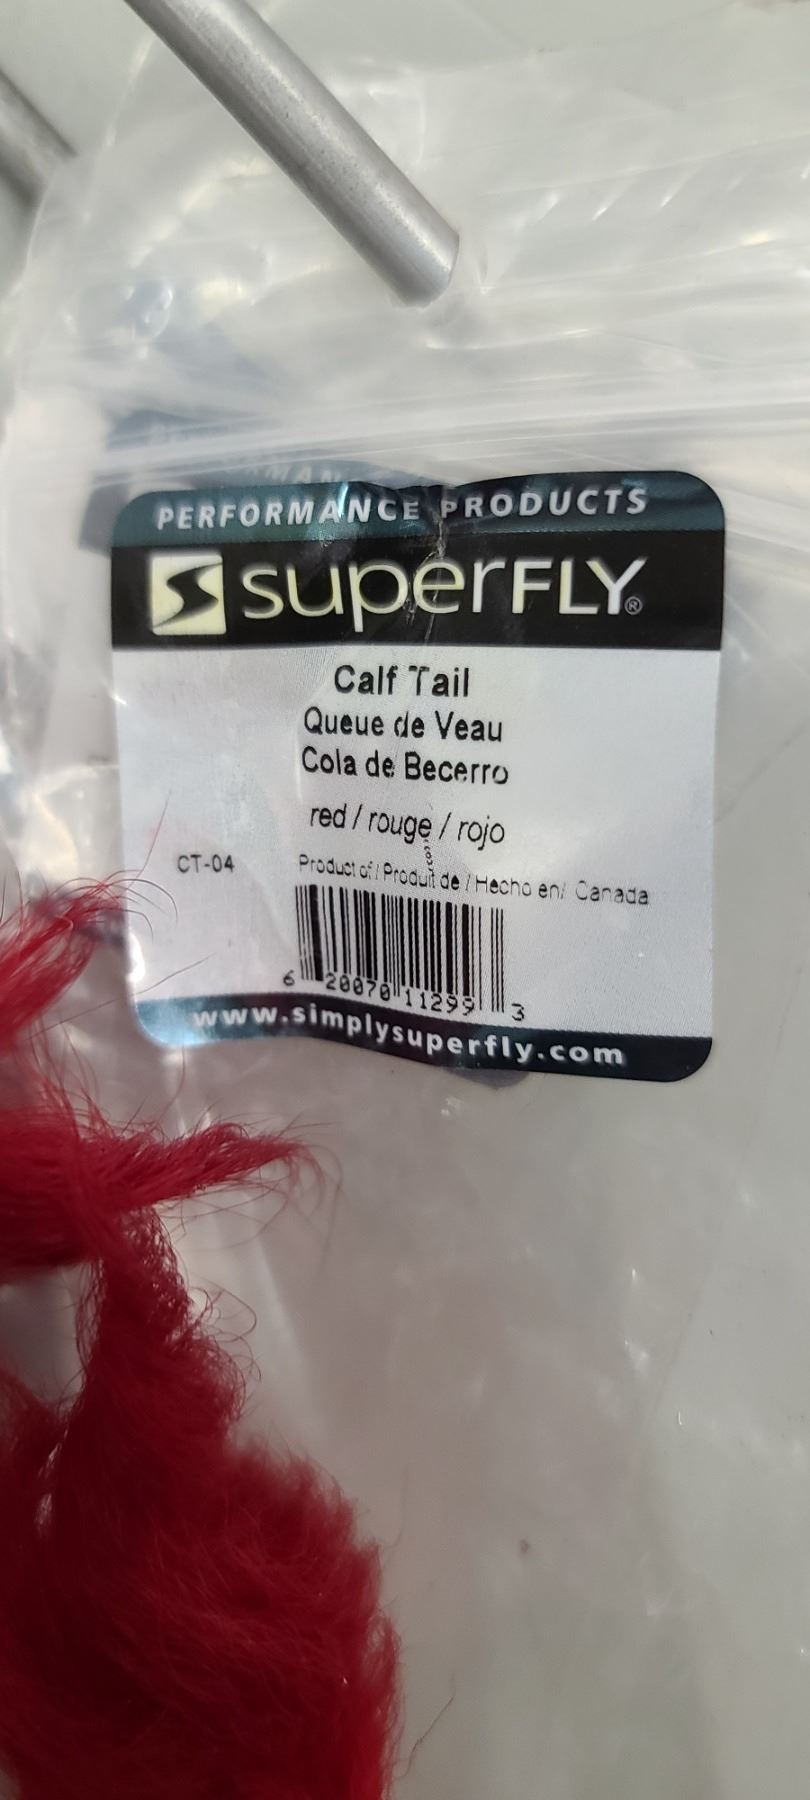 PERFORMANCE PRODUCTS
superFLY®
Calf Tail
Queue de Veau
Cola de Becerro
red / rouge / rojo
CT-04
Product of / Produit de / Hecho en/ Canada
6 20070 11299 3
www.simplysuperfly.com